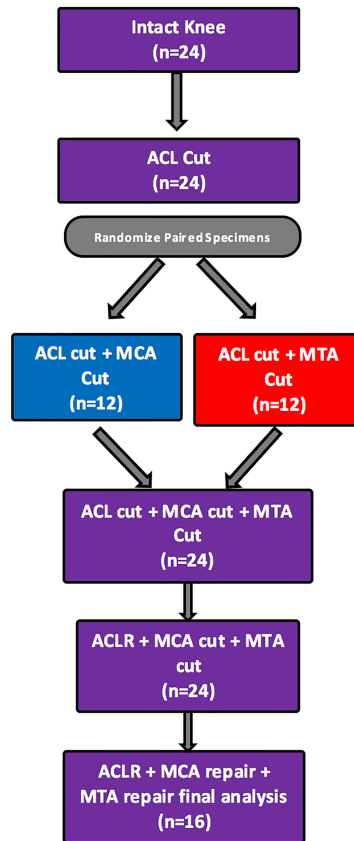 Intact Knee
(n=24)
ACL Cut
(n=24)
Randomize Paired Specimens
ACL cut + MCA
Cut
(n=12)
ACL cut + MTA
Cut
(n=12)
ACL cut + MCA cut + MTA
Cut
(n=24)
ACLR + MCA cut + MTA
cut
(n=24)
ACLR + MCA repair +
MTA repair final analysis
(n=16)